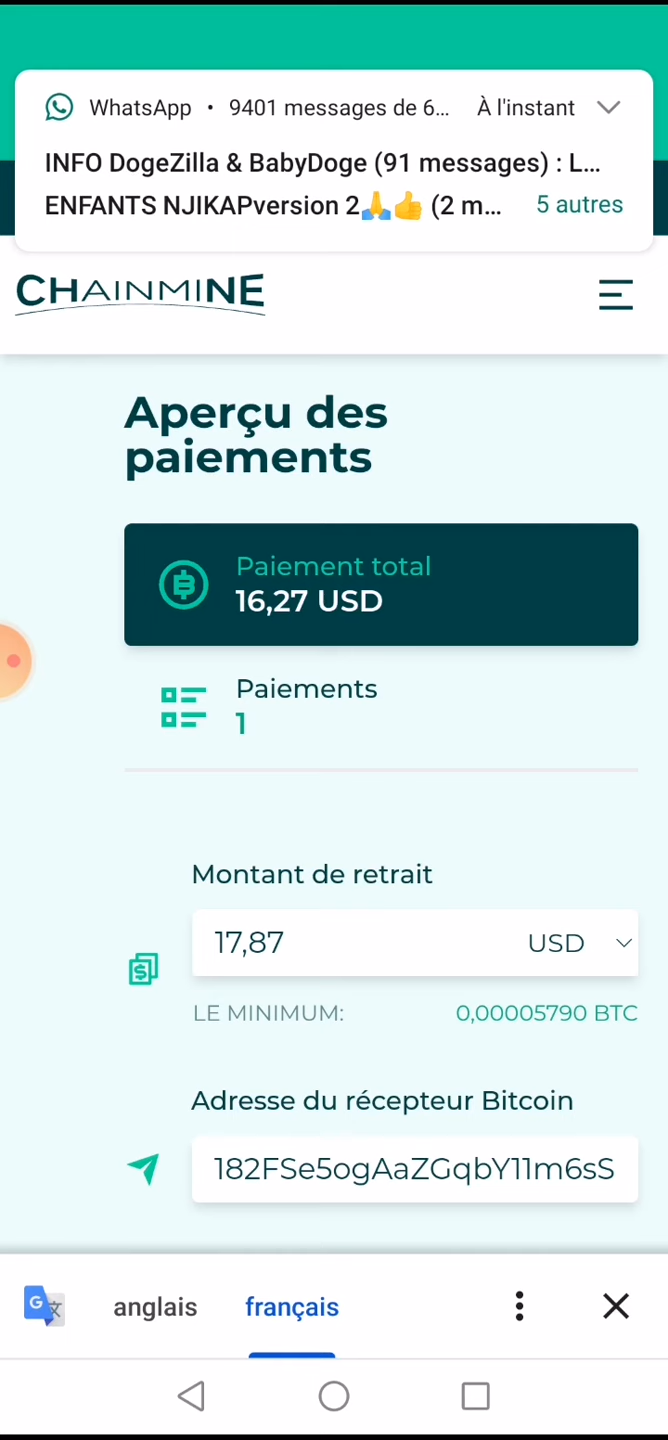 WhatsApp • 9401 messages de 6... À l'instant
INFO DogeZilla & BabyDoge (91 messages) : L...
ENFANTS NJIKAPversion 2🙏👍 (2 m... 5 autres
CHAINMINE
Aperçu des
paiements
Paiement total
16,27 USD
Paiements
1
Montant de retrait
17,87 USD
LE MINIMUM: 0,00005790 BTC
Adresse du récepteur Bitcoin
182FSe5ogAaZGqbY11m6sS
anglais français